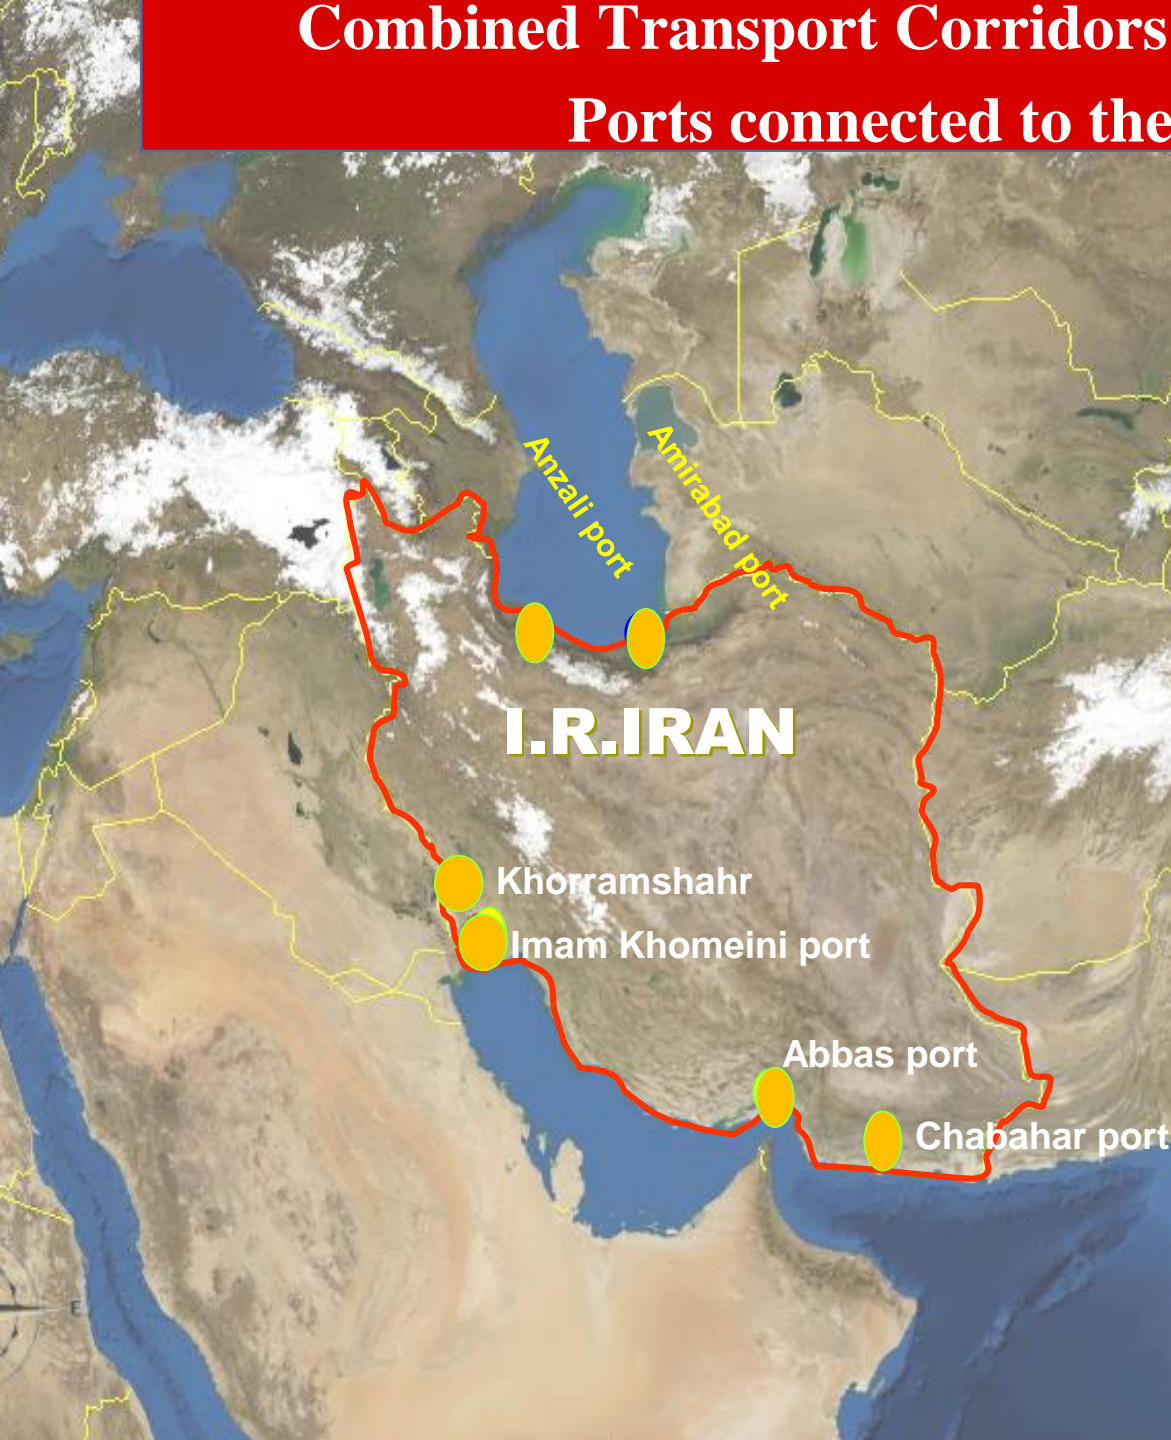 Combined Transport Corridors
Ports connected to the
Anzali port
Amirabad port
I.R.IRAN
Khorramshahr
Imam Khomeini port
Abbas port
Chabahar port
E